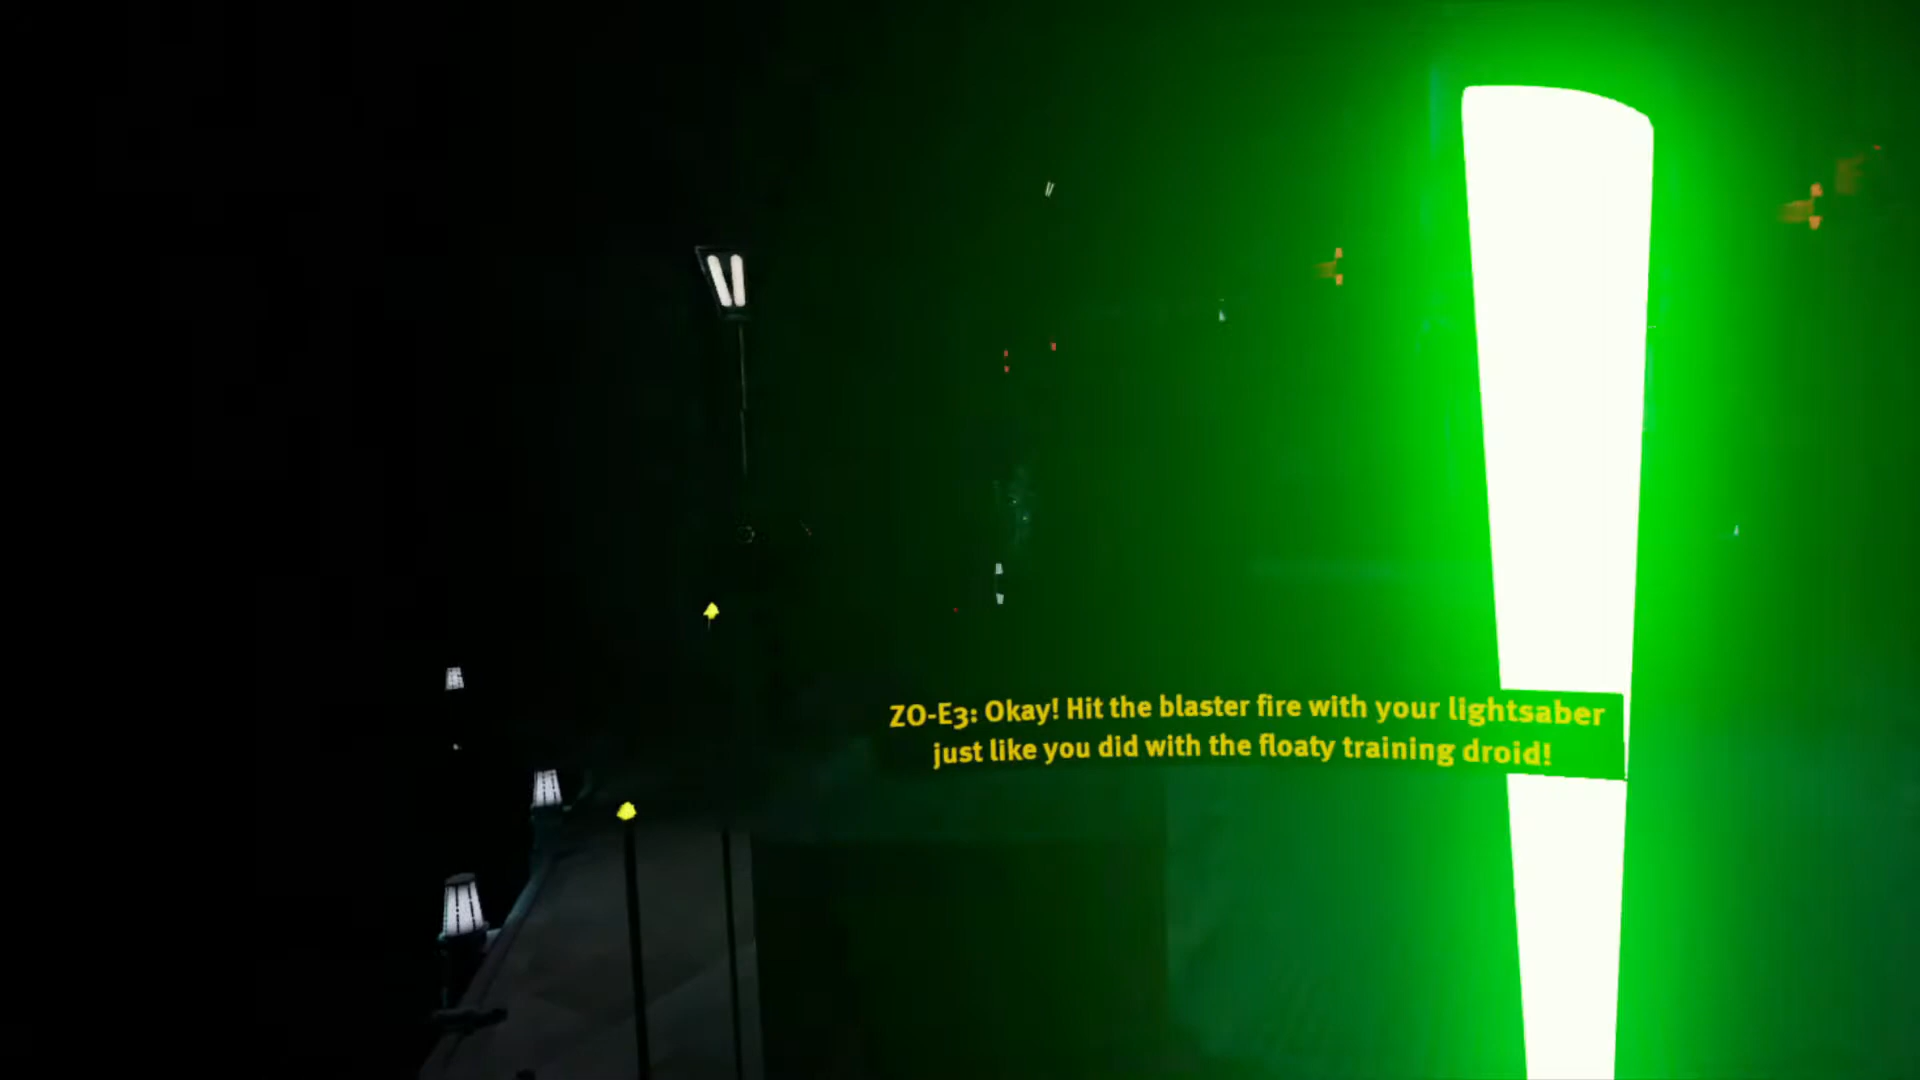 ZO-E3: Okay! Hit the blaster fire with your lightsaber
just like you did with the floaty training droid!